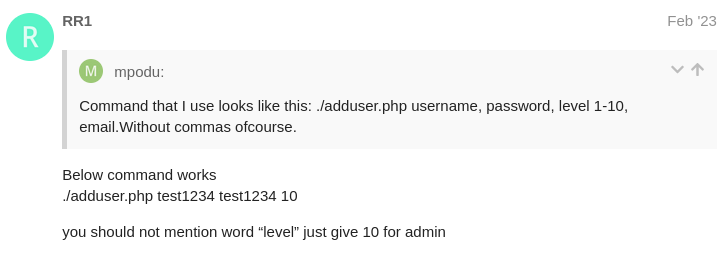 R
RR1
Feb '23
M
mpodu:
Command that I use looks like this: ./adduser.php username, password, level 1-10,
email.Without commas ofcourse.
Below command works
./adduser.php test1234 test1234 10
you should not mention word “level” just give 10 for admin